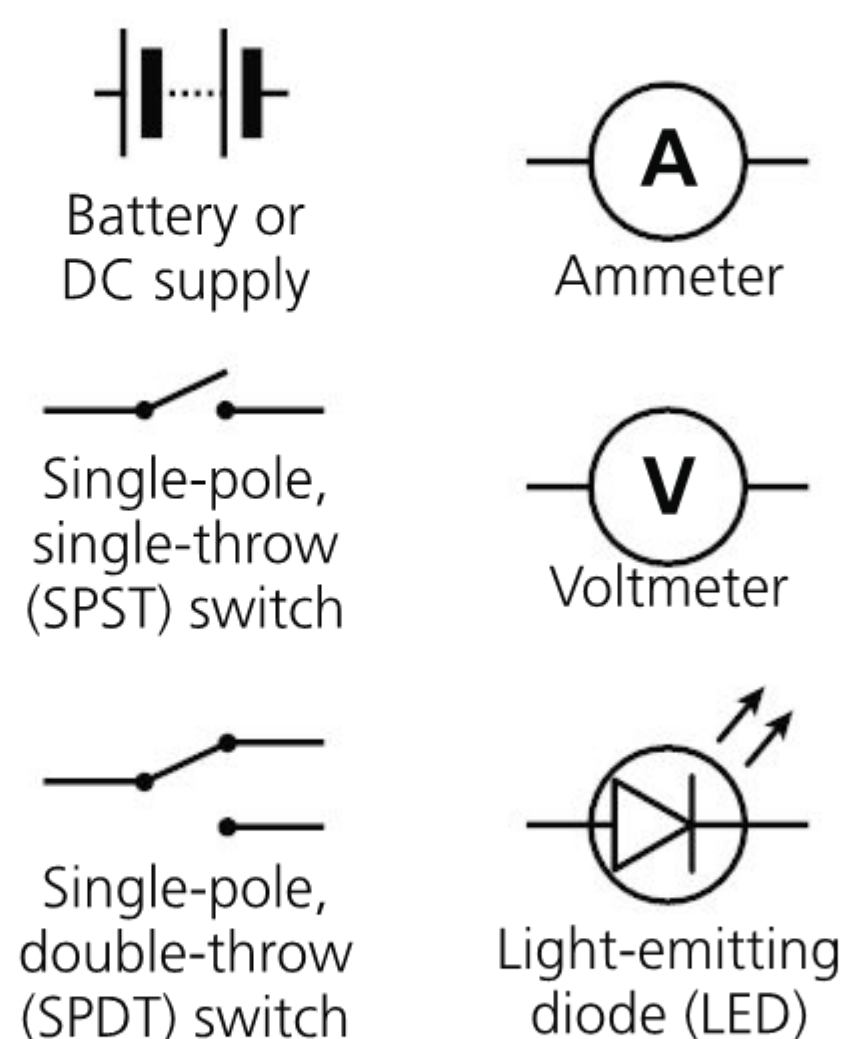 Battery or
DC supply
A
Ammeter
Single-pole,
single-throw
(SPST) switch
V
Voltmeter
Single-pole,
double-throw
(SPDT) switch
Light-emitting
diode (LED)